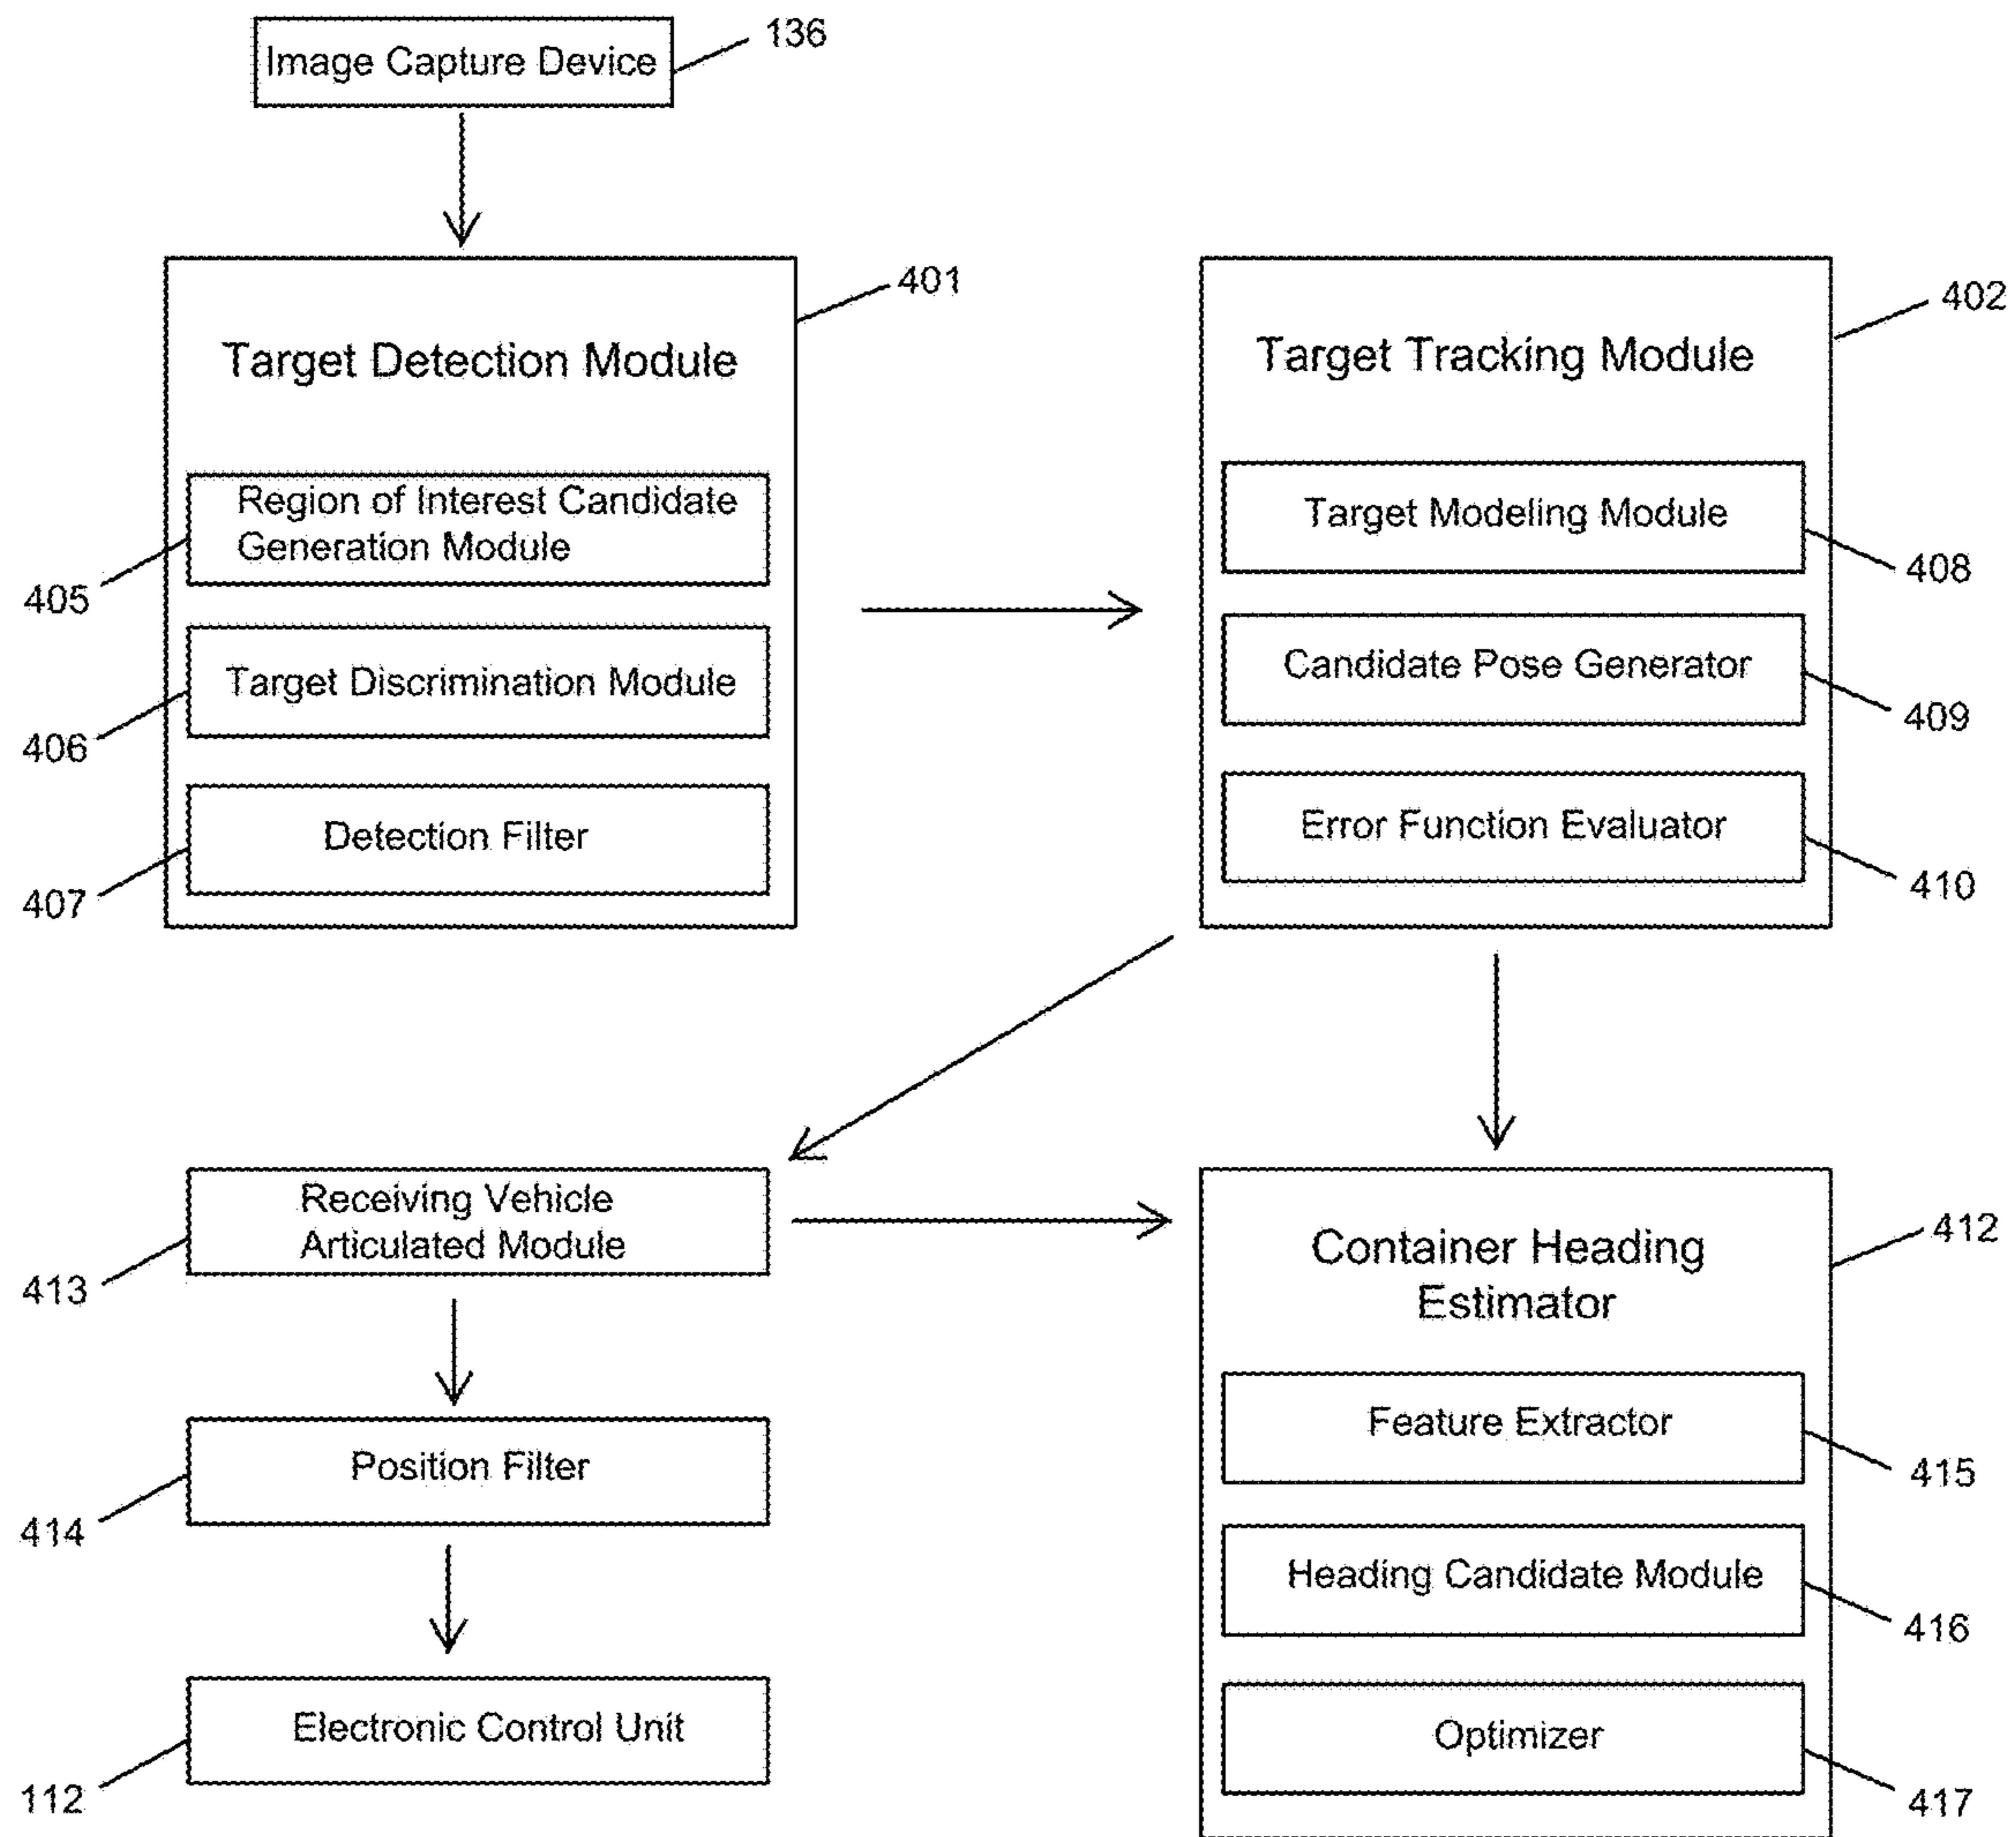 Image Capture Device
136
Target Detection Module
401
Region of Interest Candidate
Generation Module
405
Target Discrimination Module
406
Detection Filter
407
Target Tracking Module
402
Target Modeling Module
408
Candidate Pose Generator
409
Error Function Evaluator
410
Receiving Vehicle
Articulated Module
413
Position Filter
414
Electronic Control Unit
112
Container Heading
Estimator
412
Feature Extractor
415
Heading Candidate Module
416
Optimizer
417